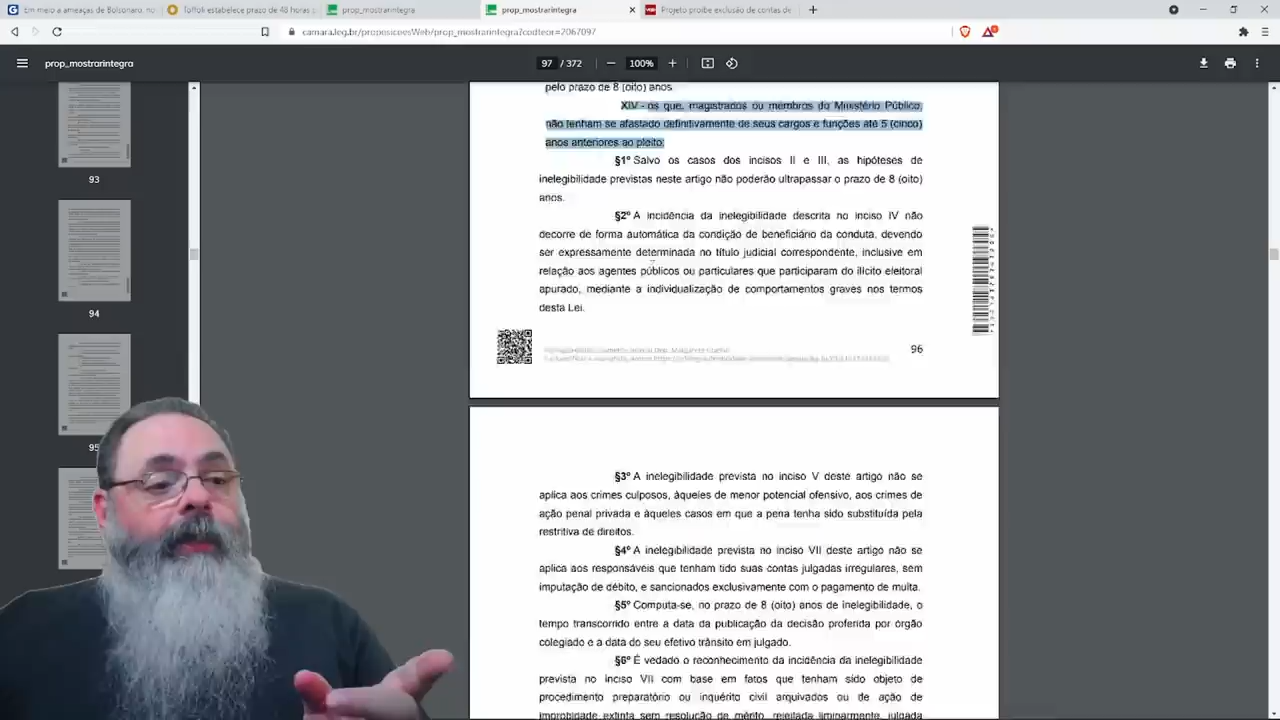 Em meio a ameaças de Bolsonaro, no
Toffoli estabelece prazo de 48 horas p
prop_mostrarintegra
prop_mostrarintegra
Projeto proíbe exclusão de contas de
camara.leg.br/proposicoesWeb/prop_mostrarintegra?codteor=2067097
prop_mostrarintegra
97 / 372
100%
pelo prazo de 8 (oito) anos
XIV - os que, magistrados ou membros do Ministério Público,
não tenham se afastado definitivamente de seus cargos e funções até 5 (cinco)
anos anteriores ao pleito;
§1º Salvo os casos dos incisos II e III, as hipóteses de
inelegibilidade previstas neste artigo não poderão ultrapassar o prazo de 8 (oito)
anos.
§2º A incidência da inelegibilidade descrita no inciso IV não
decorre de forma automática da condição de beneficiário da conduta, devendo
ser expressamente determinada no título judicial correspondente, inclusive em
relação aos agentes públicos ou particulares que participaram do ilícito eleitoral
apurado, mediante a individualização de comportamentos graves nos termos
desta Lei.
96
93
94
95
§3º A inelegibilidade prevista no inciso V deste artigo não se
aplica aos crimes culposos, àqueles de menor potencial ofensivo, aos crimes de
ação penal privada e àqueles casos em que a pena tenha sido substituída pela
restritiva de direitos.
§4º A inelegibilidade prevista no inciso VII deste artigo não se
aplica aos responsáveis que tenham tido suas contas julgadas irregulares, sem
imputação de débito, e sancionados exclusivamente com o pagamento de multa.
§5º Computa-se, no prazo de 8 (oito) anos de inelegibilidade, o
tempo transcorrido entre a data da publicação da decisão proferida por órgão
colegiado e a data do seu efetivo trânsito em julgado.
§6º É vedado o reconhecimento da incidência da inelegibilidade
prevista no inciso VII com base em fatos que tenham sido objeto de
procedimento preparatório ou inquérito civil arquivados ou de ação de
improbidade extinta sem resolução de mérito, rejeitada liminarmente, julgada